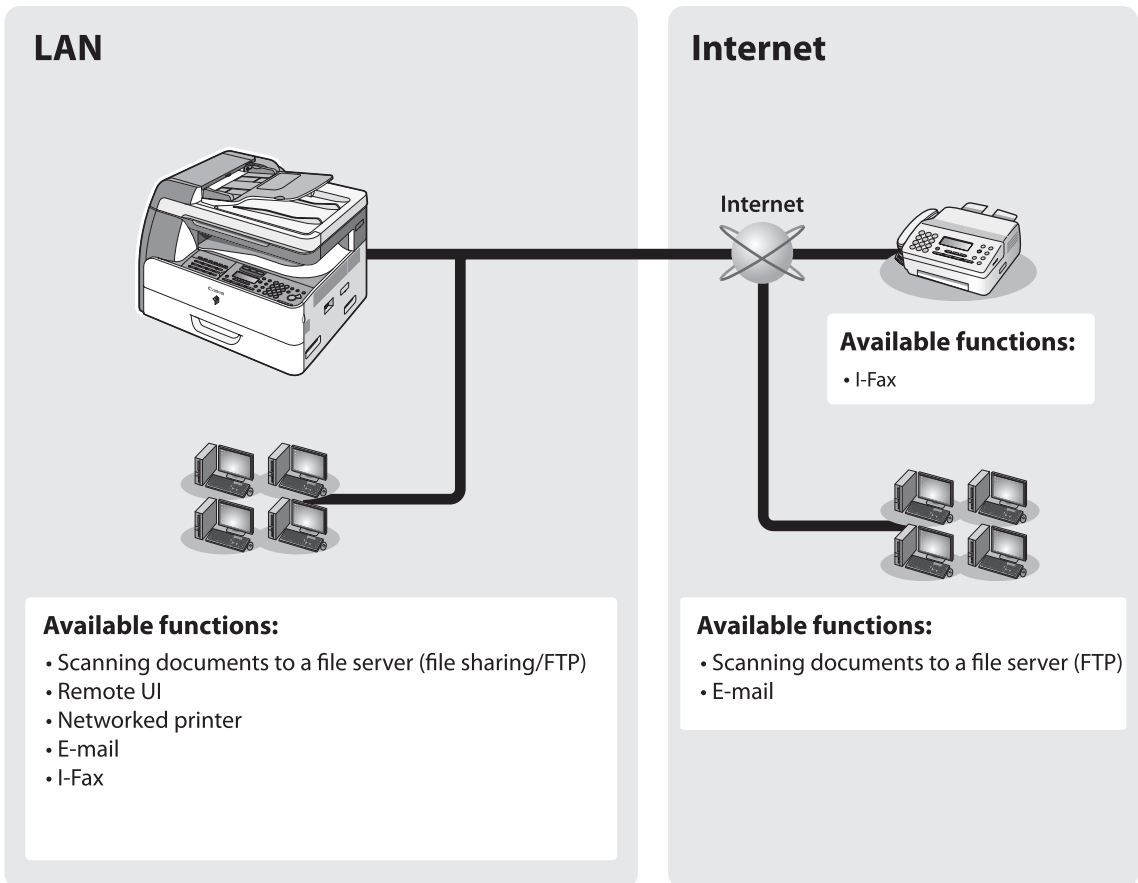 LAN
Canon
Available functions:
• Scanning documents to a file server (file sharing/FTP)
• Remote UI
• Networked printer
• E-mail
• I-Fax
Internet
Internet
Available functions:
• I-Fax
Available functions:
• Scanning documents to a file server (FTP)
• E-mail